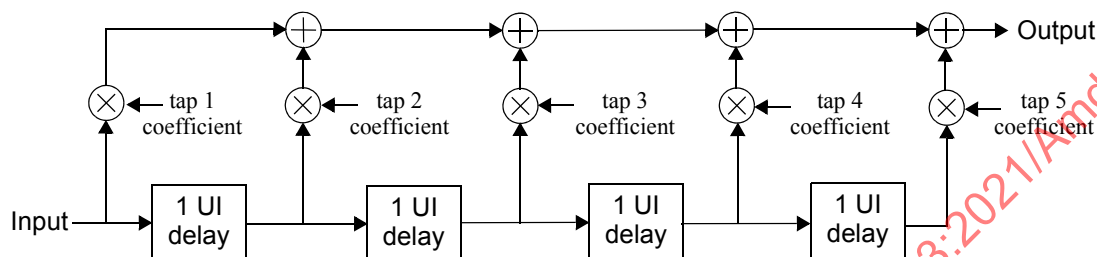 Output
tap 1
coefficient
tap 2
coefficient
tap 3
coefficient
tap 4
coefficient
tap 5
coefficient
Input
1 UI
delay
1 UI
delay
1 UI
delay
1 UI
delay
3:2021/Amd